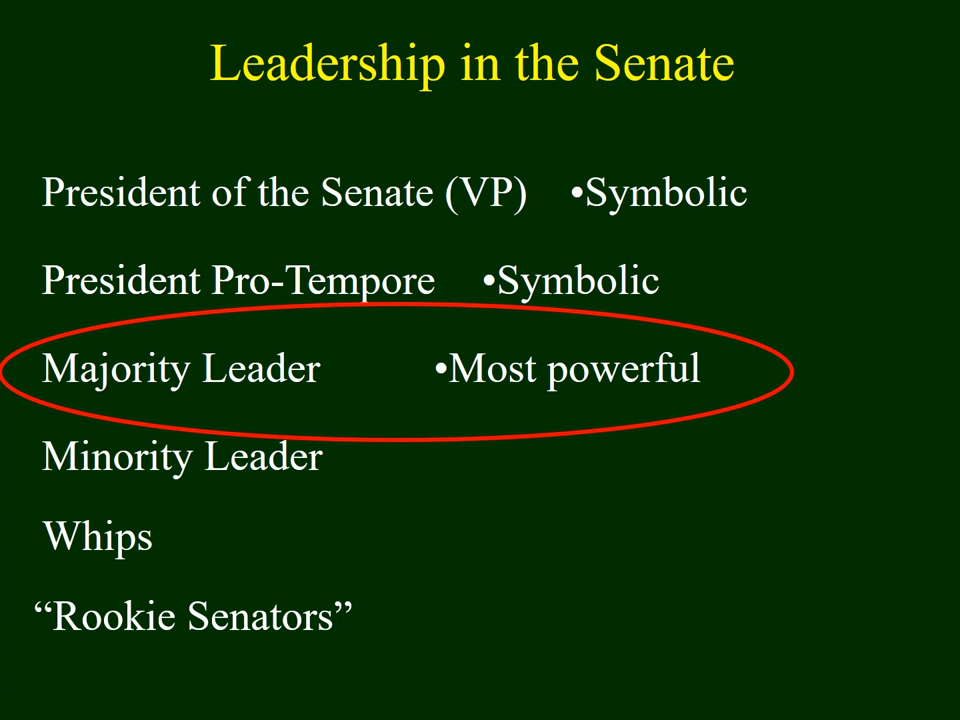 Leadership in the Senate
President of the Senate (VP) •Symbolic
President Pro-Tempore •Symbolic
Majority Leader •Most powerful
Minority Leader
Whips
“Rookie Senators”